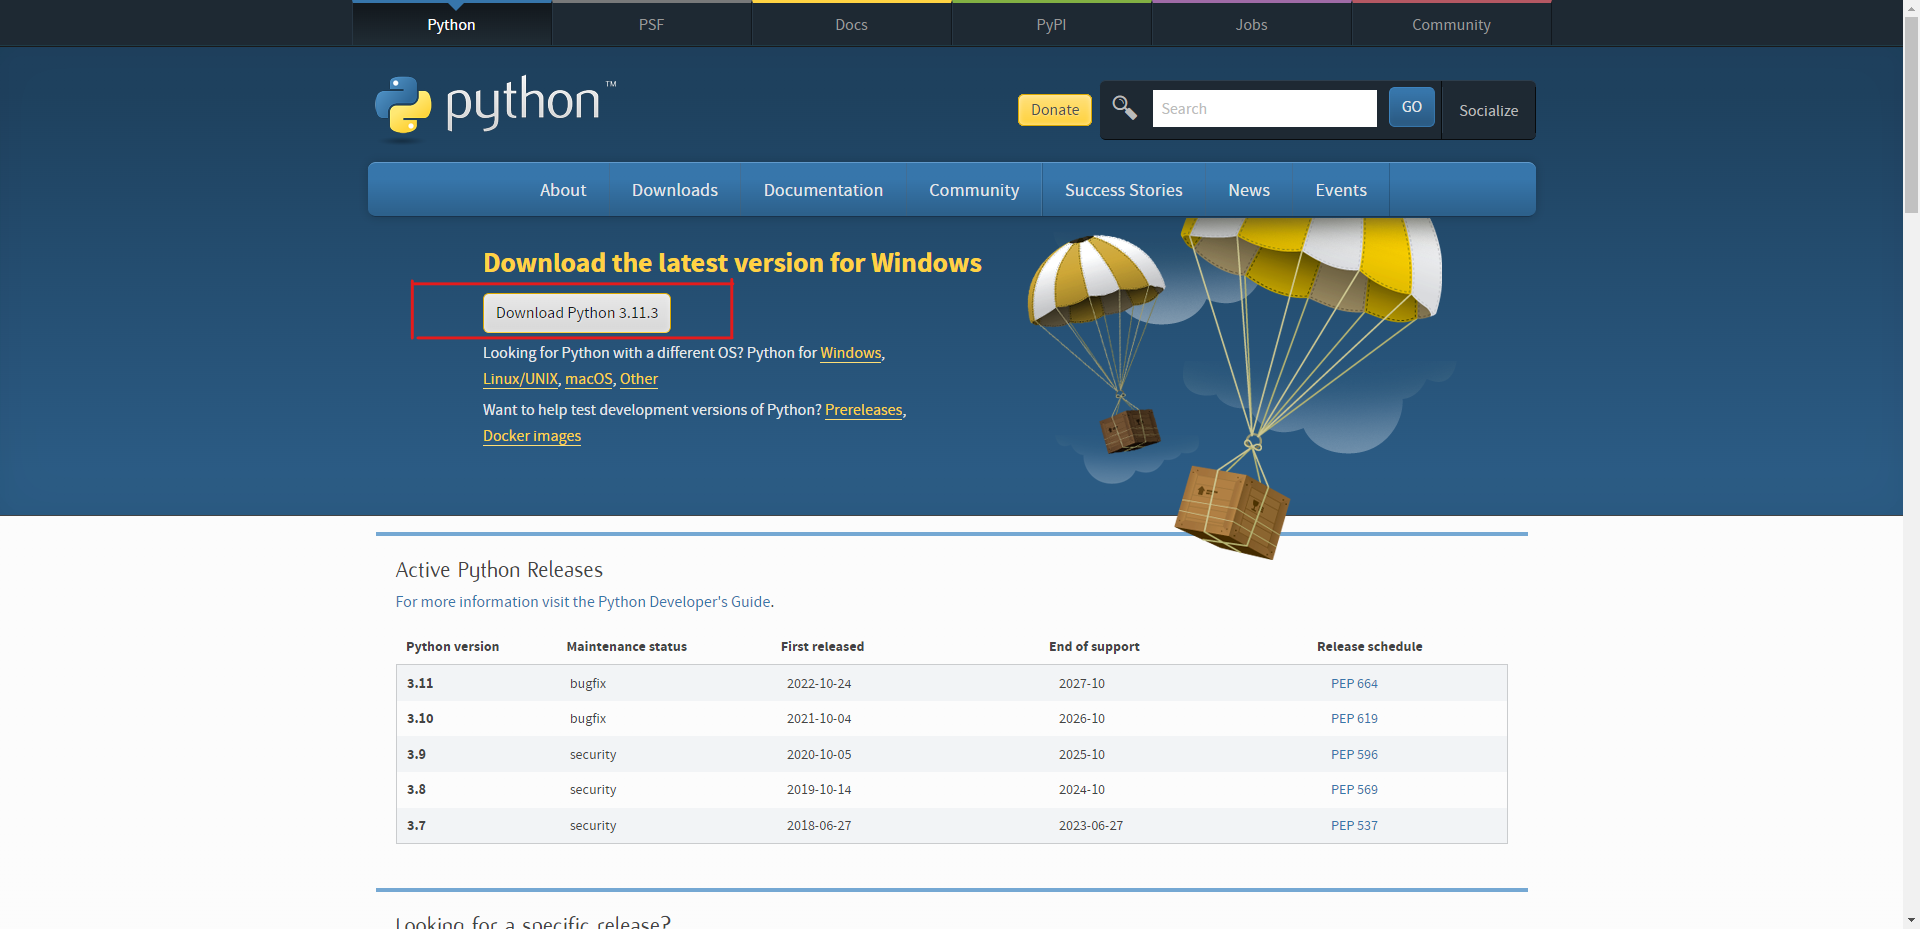 Python PSF Docs PyPI Jobs Community
python™
Donate Search GO Socialize
About Downloads Documentation Community Success Stories News Events
Download the latest version for Windows
Download Python 3.11.3
Looking for Python with a different OS? Python for Windows,
Linux/UNIX, macOS, Other
Want to help test development versions of Python? Prereleases,
Docker images
Active Python Releases
For more information visit the Python Developer's Guide.
Python version Maintenance status First released End of support Release schedule
3.11 bugfix 2022-10-24 2027-10 PEP 664
3.10 bugfix 2021-10-04 2026-10 PEP 619
3.9 security 2020-10-05 2025-10 PEP 596
3.8 security 2019-10-14 2024-10 PEP 569
3.7 security 2018-06-27 2023-06-27 PEP 537
Looking for a specific release?